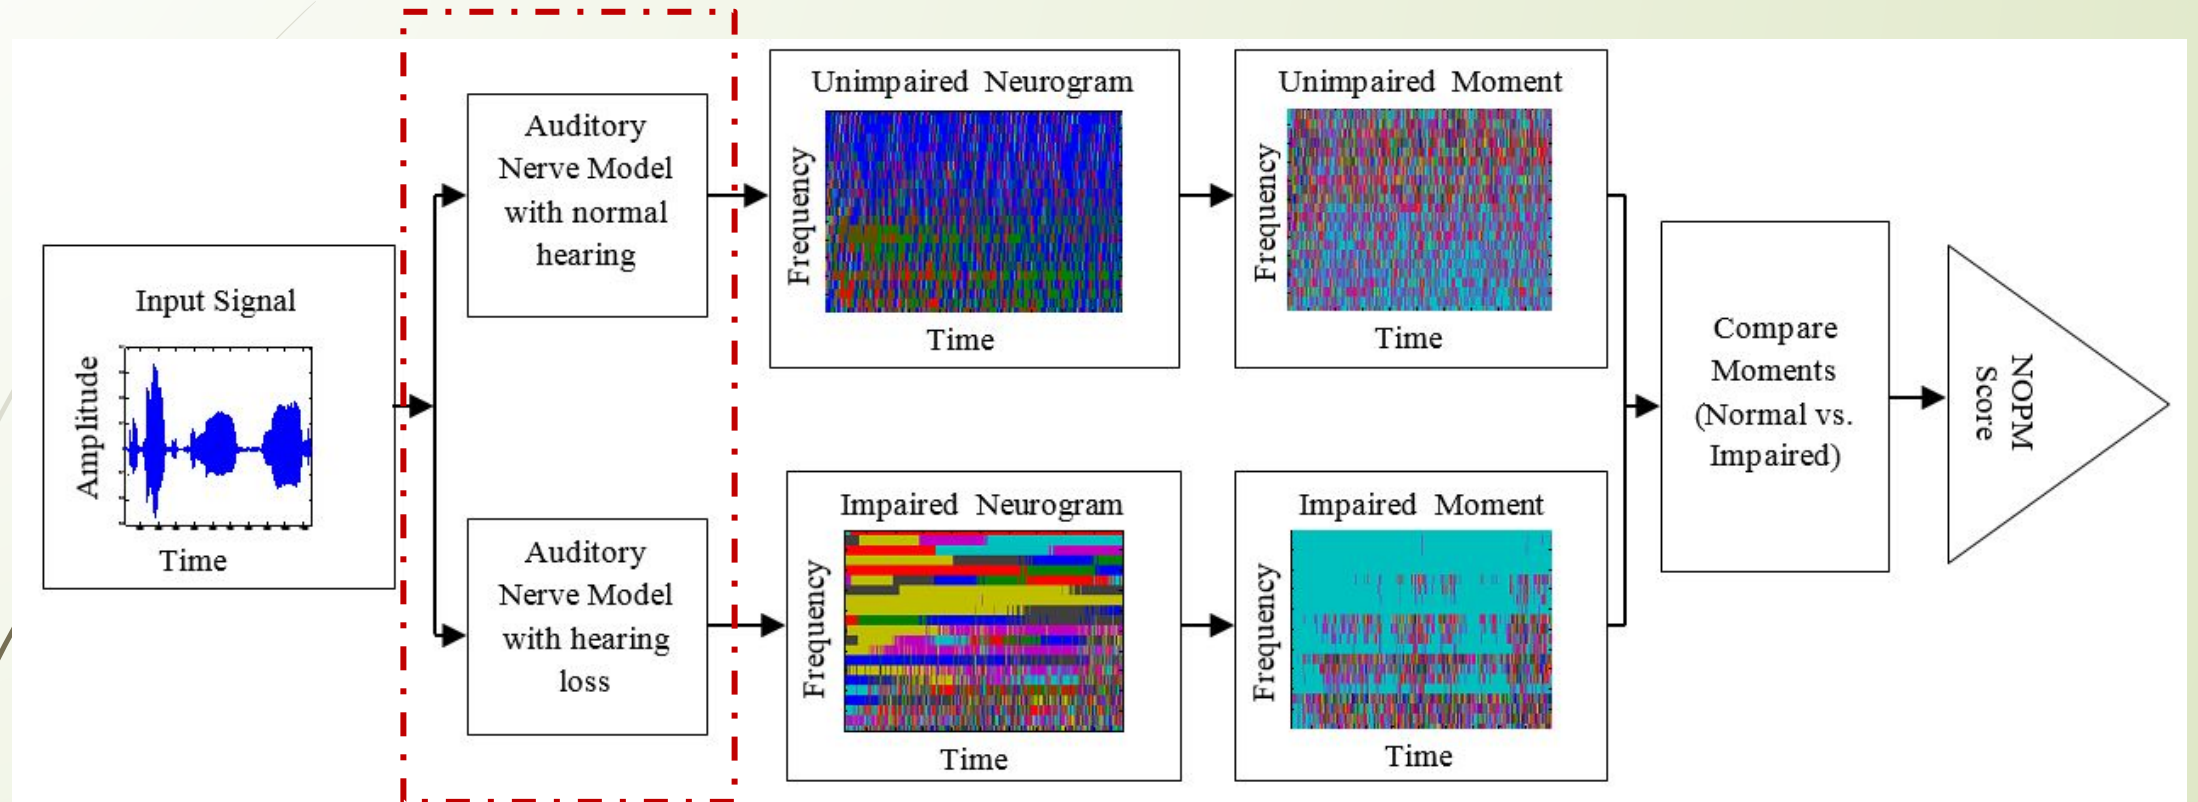 Input Signal
Amplitude
Time
Auditory
Nerve Model
with normal
hearing
Auditory
Nerve Model
with hearing
loss
Unimpaired Neurogram
Frequency
Time
Unimpaired Moment
Frequency
Time
Impaired Neurogram
Frequency
Time
Impaired Moment
Frequency
Time
Compare
Moments
(Normal vs.
Impaired)
NOPM
Score